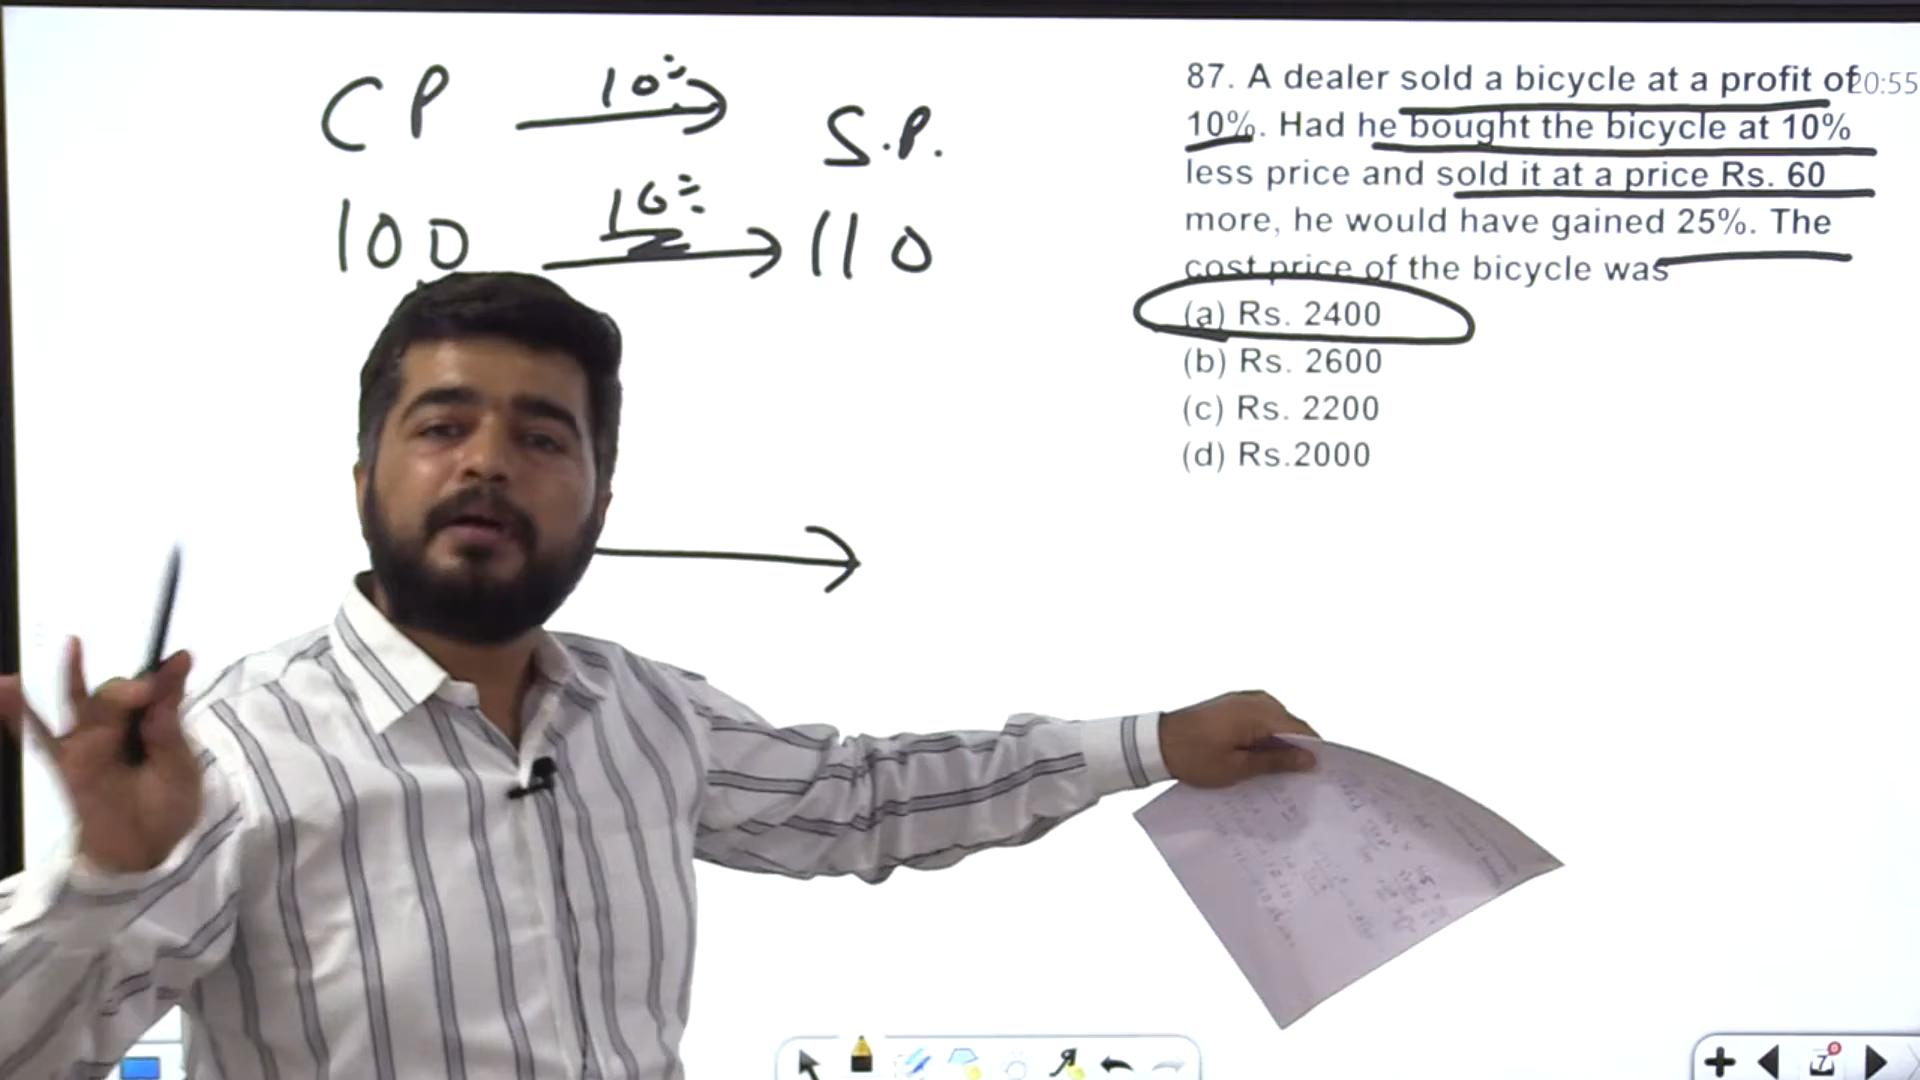 CP 10% S.P.
100 10% 110
87. A dealer sold a bicycle at a profit of
20:55
10%. Had he bought the bicycle at 10%
less price and sold it at a price Rs. 60
more, he would have gained 25%. The
cost price of the bicycle was
(a) Rs. 2400
(b) Rs. 2600
(c) Rs. 2200
(d) Rs.2000
7